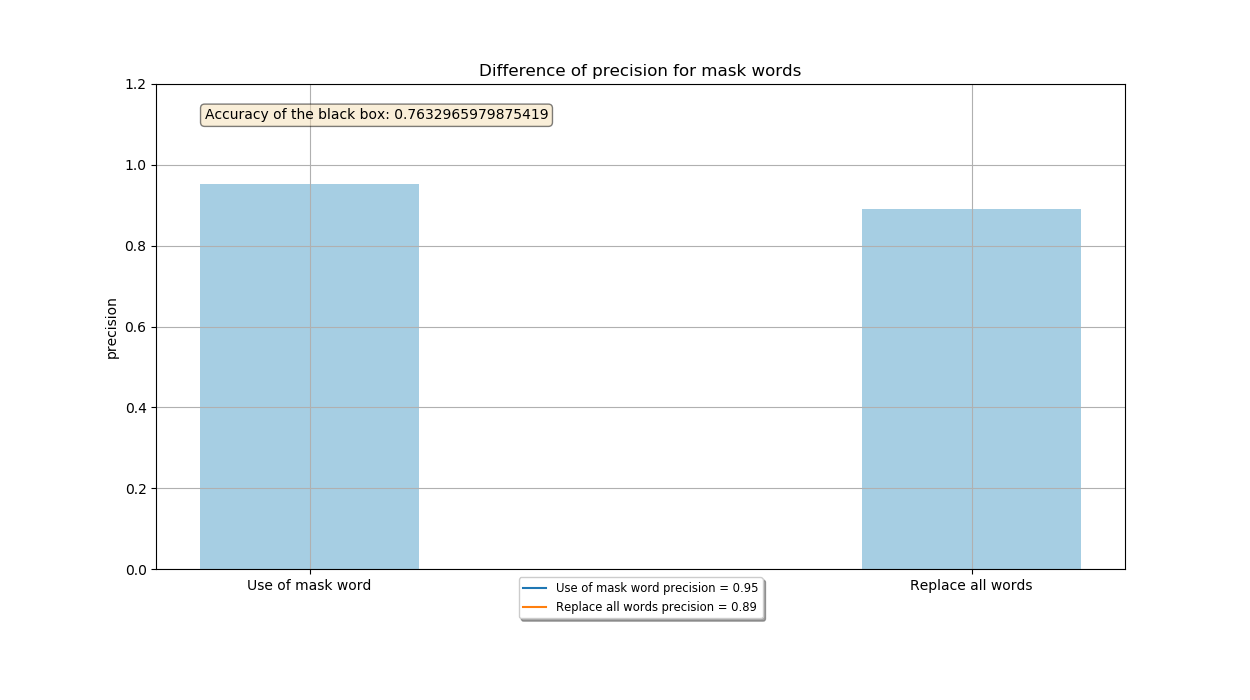 Difference of precision for mask words
1.2
Accuracy of the black box: 0.7632965979875419
1.0
0.8
0.6
0.4
0.2
0.0
precision
Use of mask word
Replace all words
Use of mask word precision = 0.95
Replace all words precision = 0.89